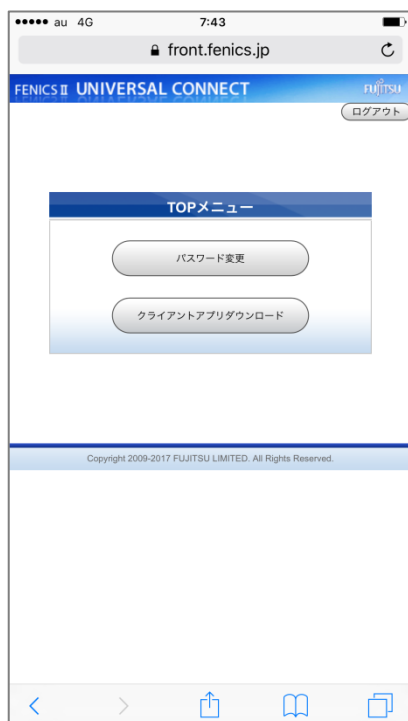 au 4G 7:43
front.fenics.jp
FENICSⅡ UNIVERSAL CONNECT FUJITSU
ログアウト
TOPメニュー
パスワード変更
クライアントアプリダウンロード
Copyright 2009-2017 FUJITSU LIMITED. All Rights Reserved.